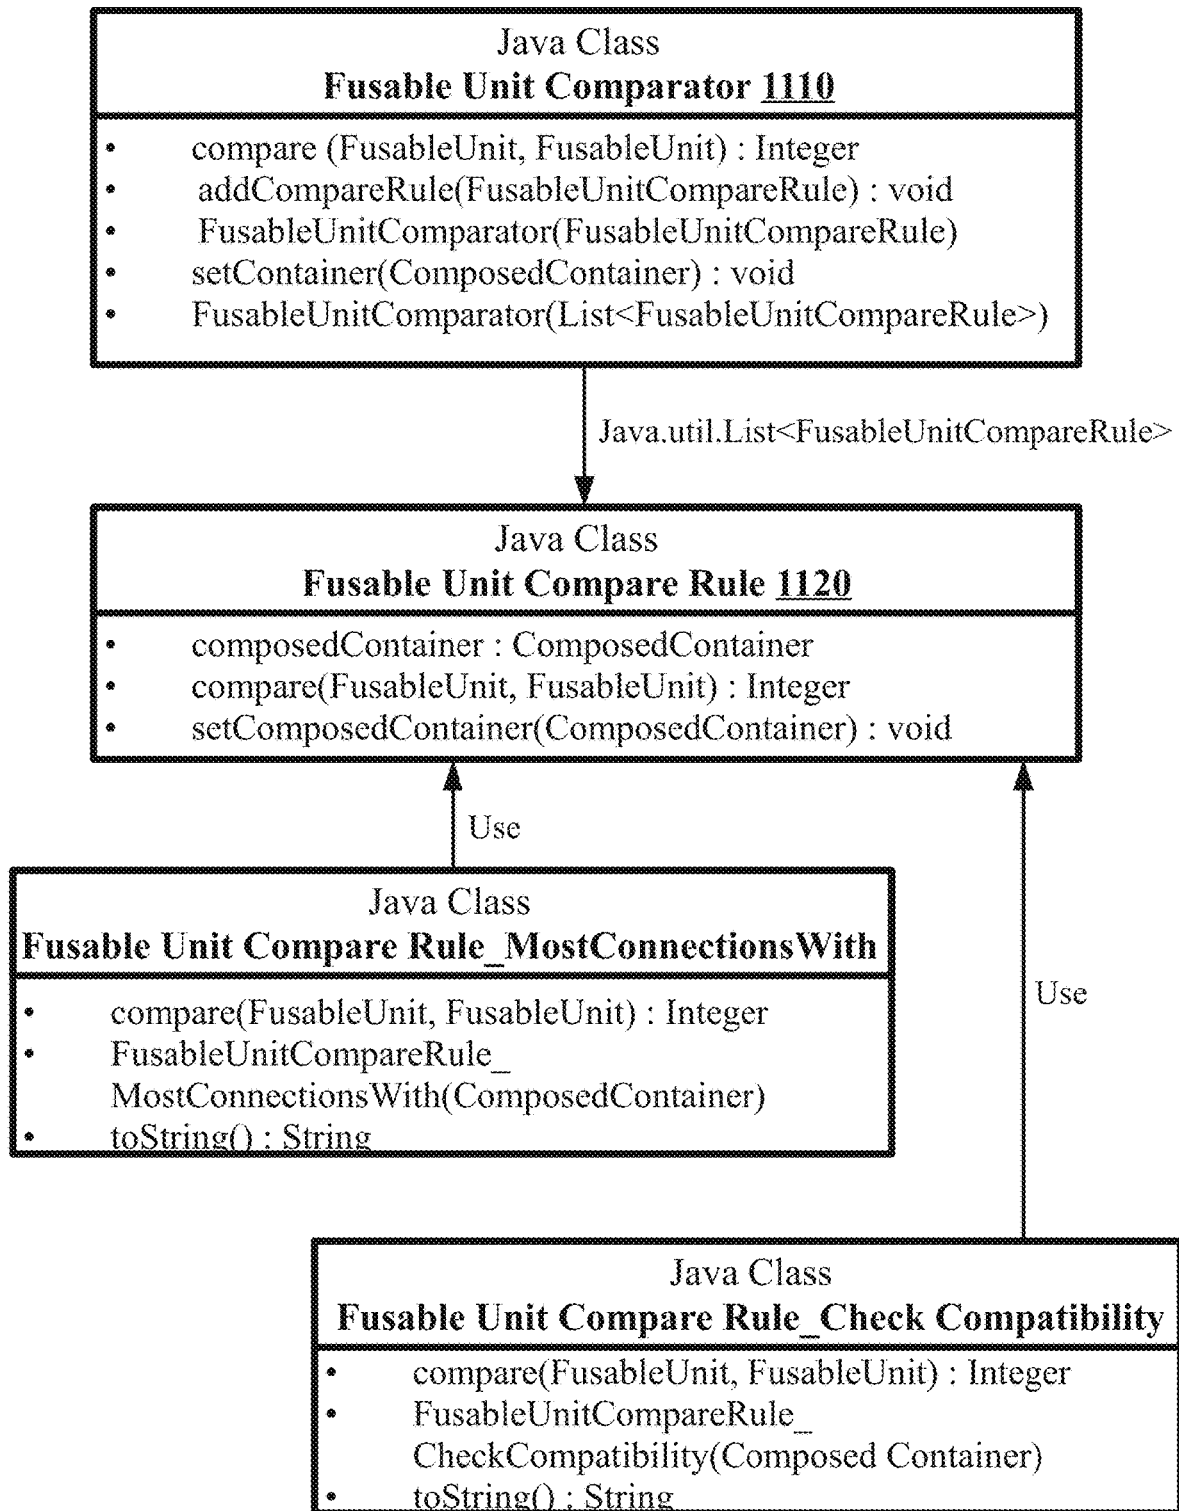 Java Class
Fusable Unit Comparator 1110
• compare (FusableUnit, FusableUnit) : Integer
• addCompareRule(FusableUnitCompareRule) : void
• FusableUnitComparator(FusableUnitCompareRule)
• setContainer(ComposedContainer) : void
• FusableUnitComparator(List<FusableUnitCompareRule>)
Java.util.List<FusableUnitCompareRule>
Java Class
Fusable Unit Compare Rule 1120
• composedContainer : ComposedContainer
• compare(FusableUnit, FusableUnit) : Integer
• setComposedContainer(ComposedContainer) : void
Use
Java Class
Fusable Unit Compare Rule_MostConnectionsWith
• compare(FusableUnit, FusableUnit) : Integer
• FusableUnitCompareRule_
MostConnectionsWith(ComposedContainer)
• toString() : String
Use
Java Class
Fusable Unit Compare Rule_Check Compatibility
• compare(FusableUnit, FusableUnit) : Integer
• FusableUnitCompareRule_
CheckCompatibility(Composed Container)
• toString() : String